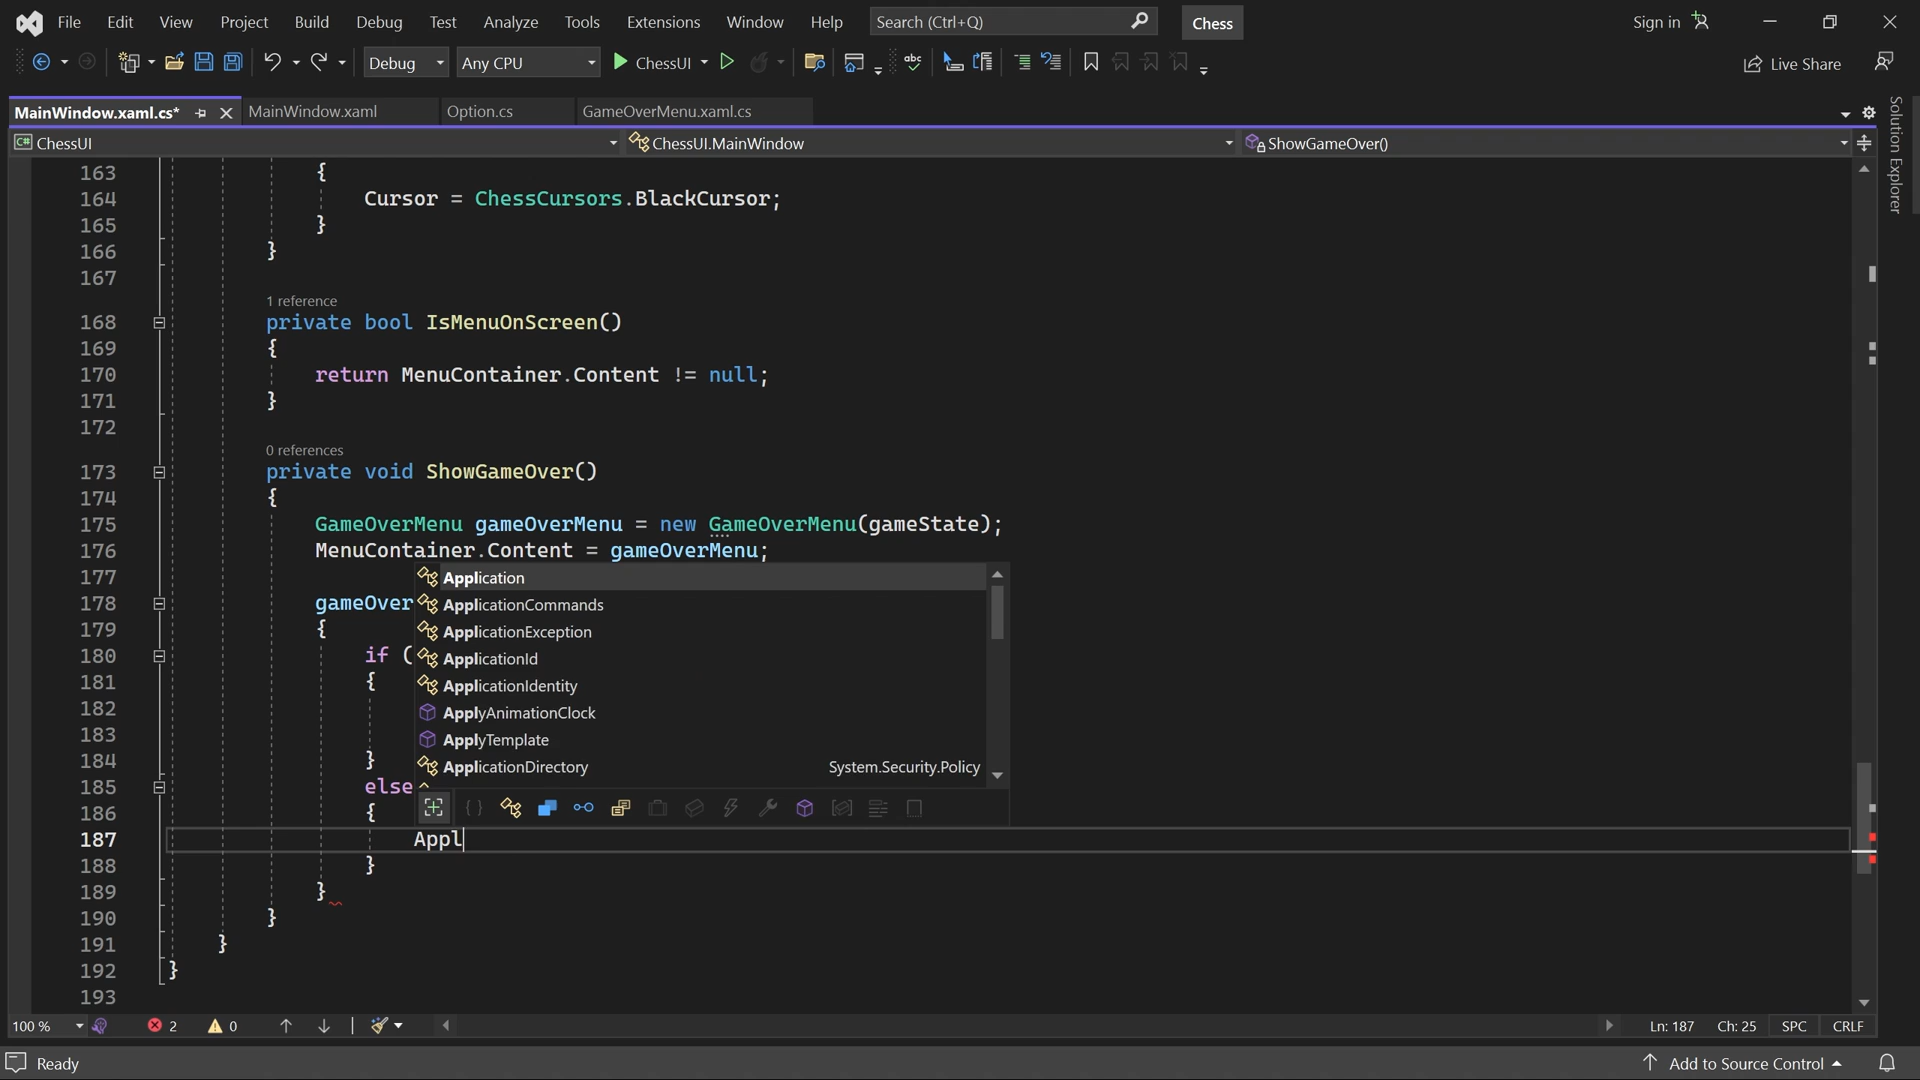 File Edit View Project Build Debug Test Analyze Tools Extensions Window Help Search (Ctrl+Q) Chess Sign in
Debug Any CPU ChessUI abc Live Share
MainWindow.xaml.cs* MainWindow.xaml Option.cs GameOverMenu.xaml.cs
Solution Explorer
C# ChessUI ChessUI.MainWindow ShowGameOver()
163 {
164 Cursor = ChessCursors.BlackCursor;
165 }
166 }
167
1 reference
168 private bool IsMenuOnScreen()
169 {
170 return MenuContainer.Content != null;
171 }
172
0 references
173 private void ShowGameOver()
174 {
175 GameOverMenu gameOverMenu = new GameOverMenu(gameState);
176 MenuContainer.Content = gameOverMenu;
177 Application
178 gameOver ApplicationCommands
179 { ApplicationException
180 if ( ApplicationId
181 { ApplicationIdentity
182 ApplyAnimationClock
183 ApplyTemplate
184 } ApplicationDirectory System.Security.Policy
185 else
186 {
187 Appl
188 }
189 }
190 }
191 }
192 }
193
100 % 2 0 Ln: 187 Ch: 25 SPC CRLF
Ready Add to Source Control